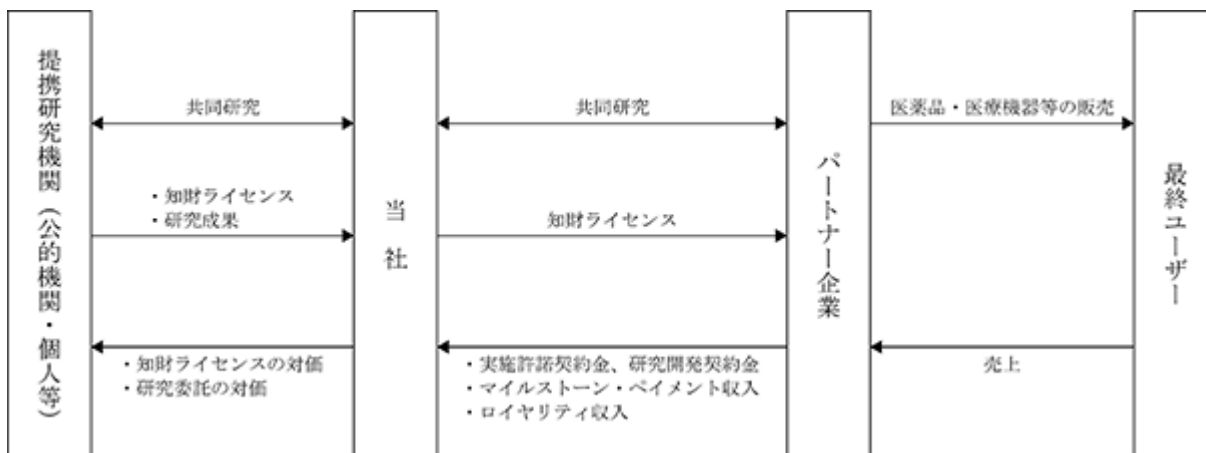 提携研究機関（公的機関・個人等）
共同研究
・知財ライセンス
・研究成果
・知財ライセンスの対価
・研究委託の対価
当社
共同研究
知財ライセンス
・実施許諾契約金、研究開発契約金
・マイルストーン・ペイメント収入
・ロイヤリティ収入
パートナー企業
医薬品・医療機器等の販売
売上
最終ユーザー